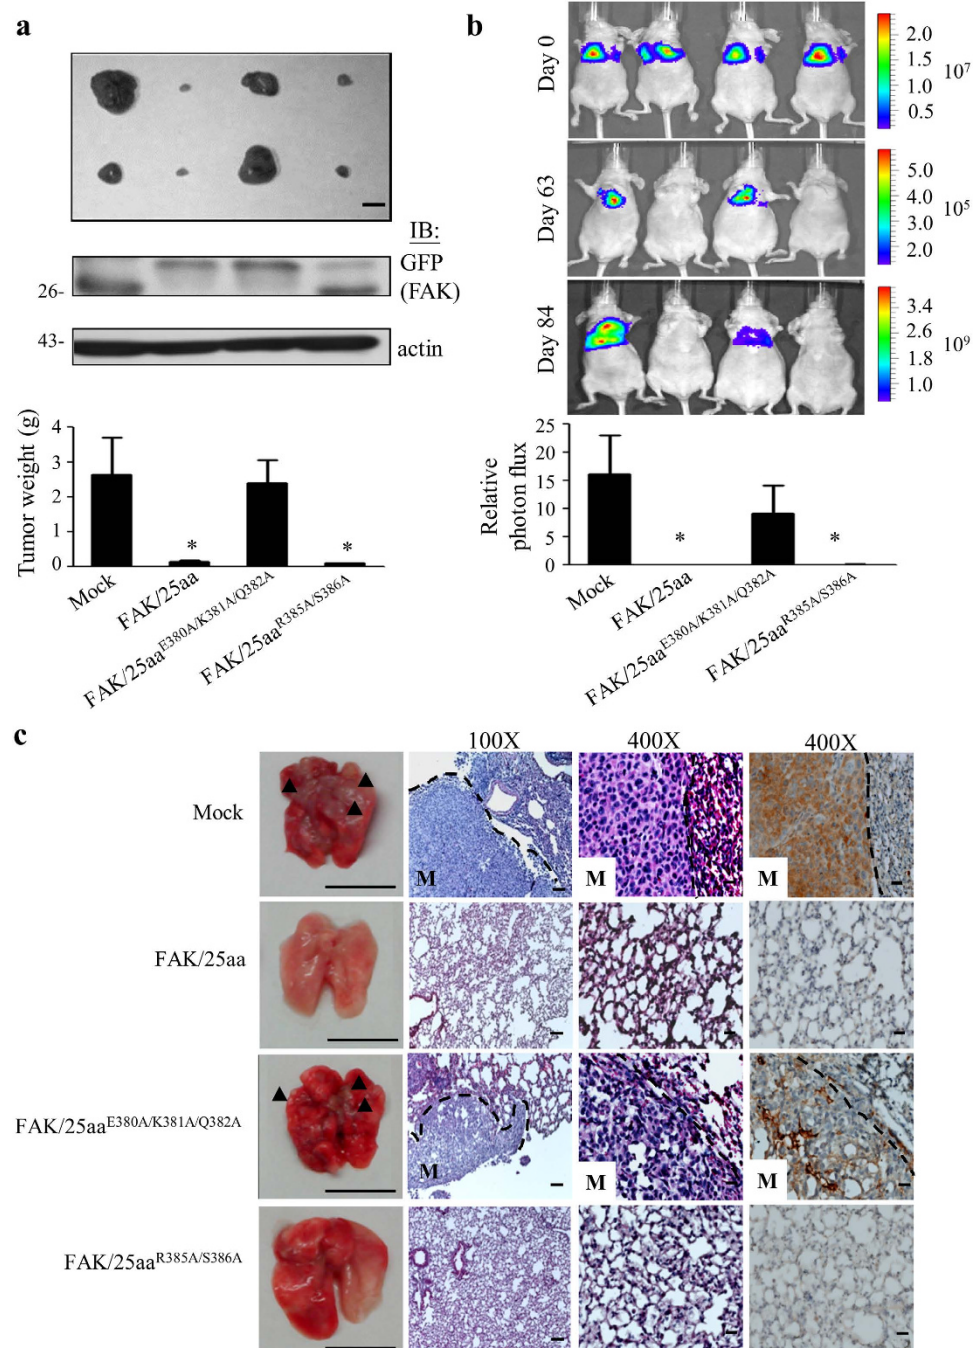 a
IB:
GFP
(FAK)
26-
43-
actin
Tumor weight (g)
4
3
2
1
0
*
*
Mock
FAK/25aa
FAK/25aaE380A/K381A/Q382A
FAK/25aaR385A/S386A
b
Day 0
2.0
1.5
1.0
0.5
10⁷
Day 63
5.0
4.0
3.0
2.0
10⁵
Day 84
3.4
2.6
1.8
1.0
10⁹
Relative
photon flux
25
20
15
10
5
0
*
*
Mock
FAK/25aa
FAK/25aaE380A/K381A/Q382A
FAK/25aaR385A/S386A
c
100X 400X 400X
Mock
M M M
FAK/25aa
FAK/25aaE380A/K381A/Q382A
M M M
FAK/25aaR385A/S386A